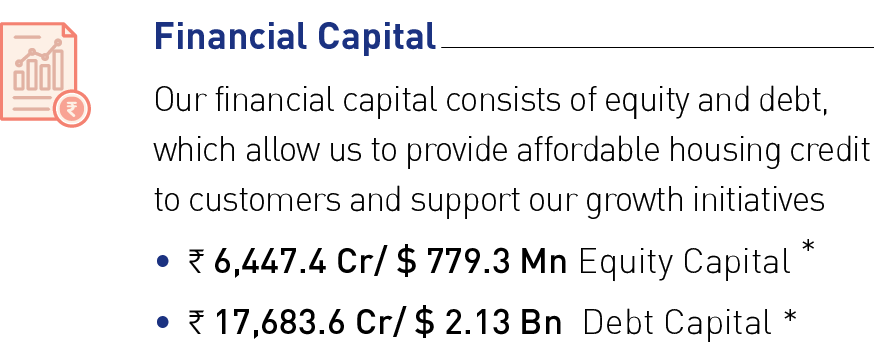 Financial Capital
Our financial capital consists of equity and debt,
which allow us to provide affordable housing credit
to customers and support our growth initiatives
• ₹ 6,447.4 Cr/ $ 779.3 Mn Equity Capital *
• ₹ 17,683.6 Cr/ $ 2.13 Bn Debt Capital *